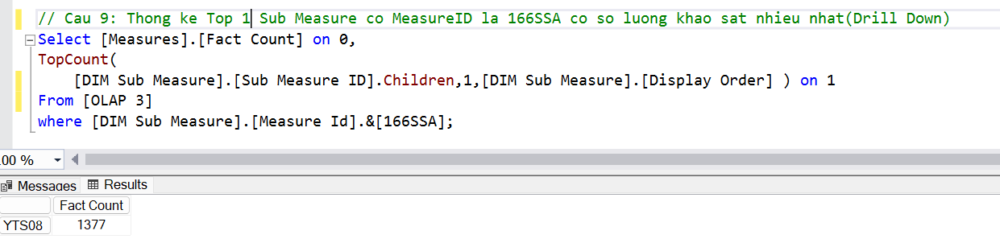 // Cau 9: Thong ke Top 1 Sub Measure co MeasureID la 166SSA co so luong khao sat nhieu nhat(Drill Down)
Select [Measures].[Fact Count] on 0,
TopCount(
[DIM Sub Measure].[Sub Measure ID].Children,1,[DIM Sub Measure].[Display Order] ) on 1
From [OLAP 3]
where [DIM Sub Measure].[Measure Id].&[166SSA];
.00 %
Messages Results
Fact Count
YTS08 1377